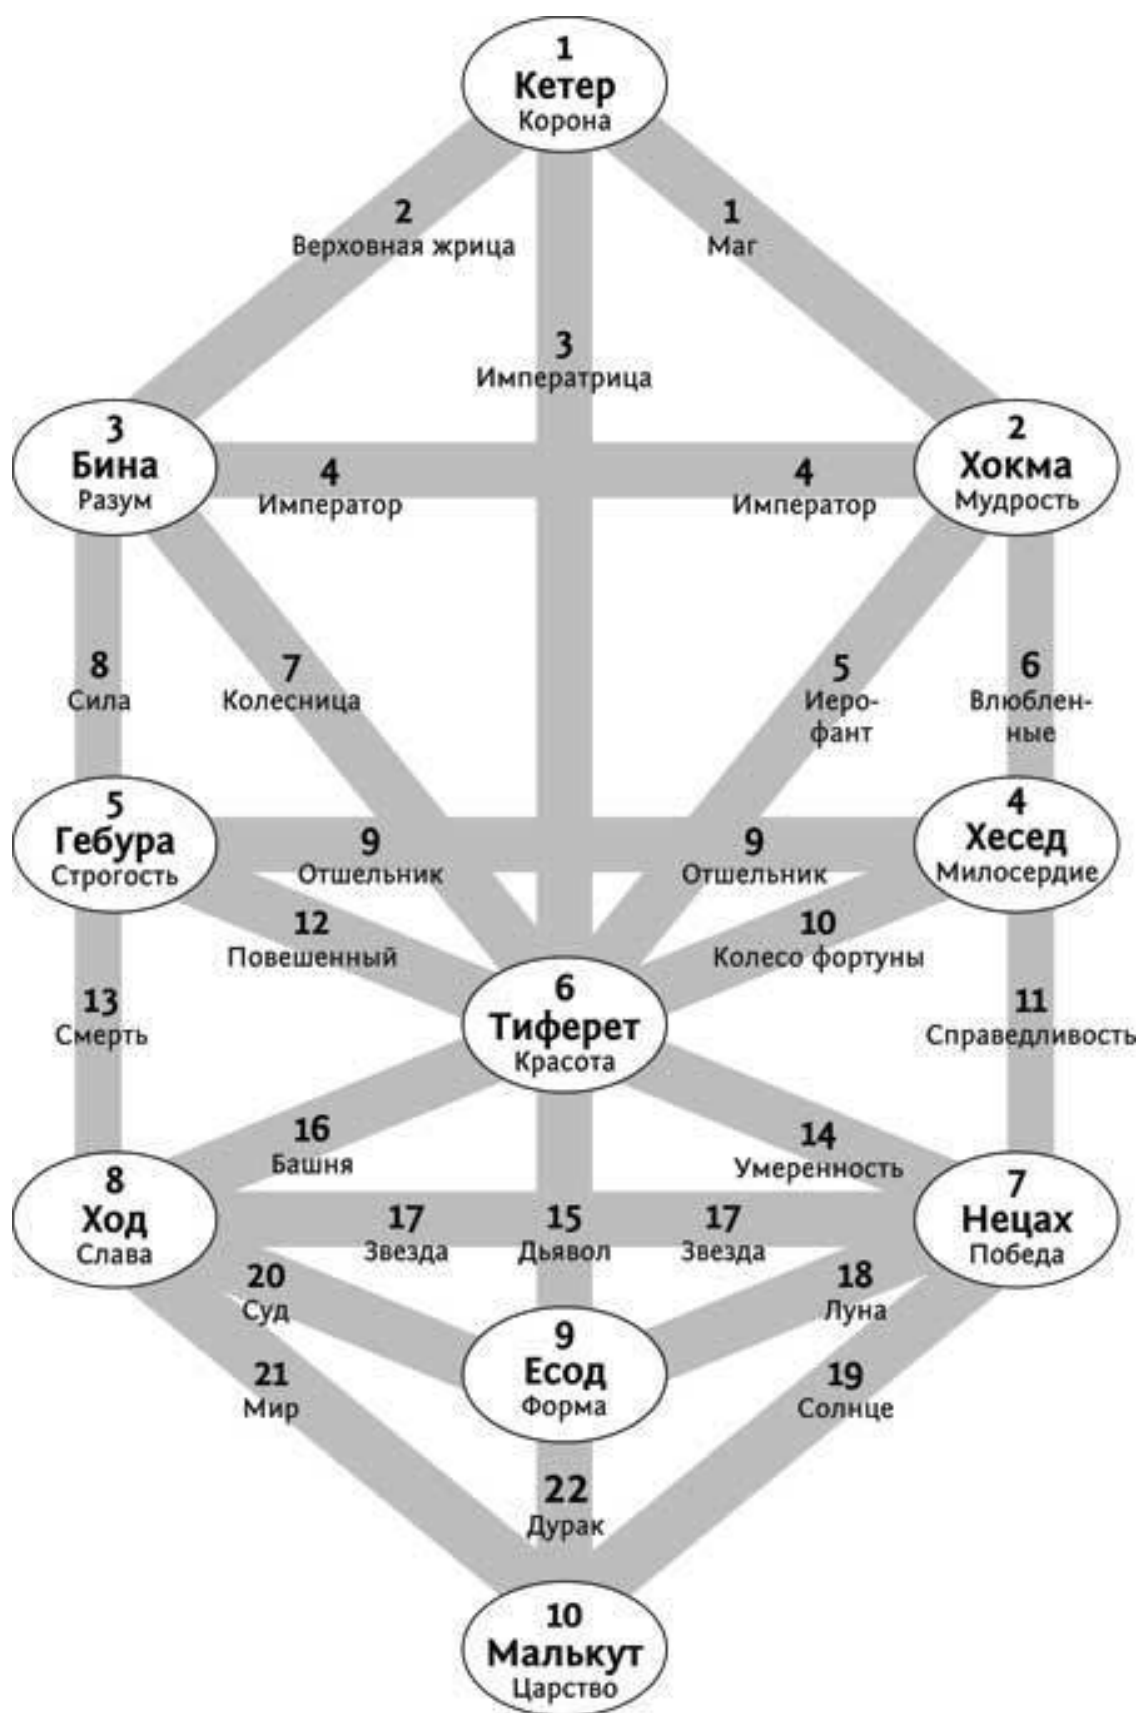 1
Кетер
Корона
2
Верховная жрица
1
Маг
3
Императрица
3
Бина
Разум
2
Хокма
Мудрость
4
Император
4
Император
8
Сила
7
Колесница
5
Иеро-
фант
6
Влюблен-
ные
5
Гебура
Строгость
4
Хесед
Милосердие
9
Отшельник
9
Отшельник
12
Повешенный
10
Колесо фортуны
6
Тиферет
Красота
13
Смерть
11
Справедливость
16
Башня
14
Умеренность
8
Ход
Слава
7
Нецах
Победа
17
Звезда
15
Дьявол
17
Звезда
20
Суд
18
Луна
9
Есод
Форма
21
Мир
19
Солнце
22
Дурак
10
Малькут
Царство